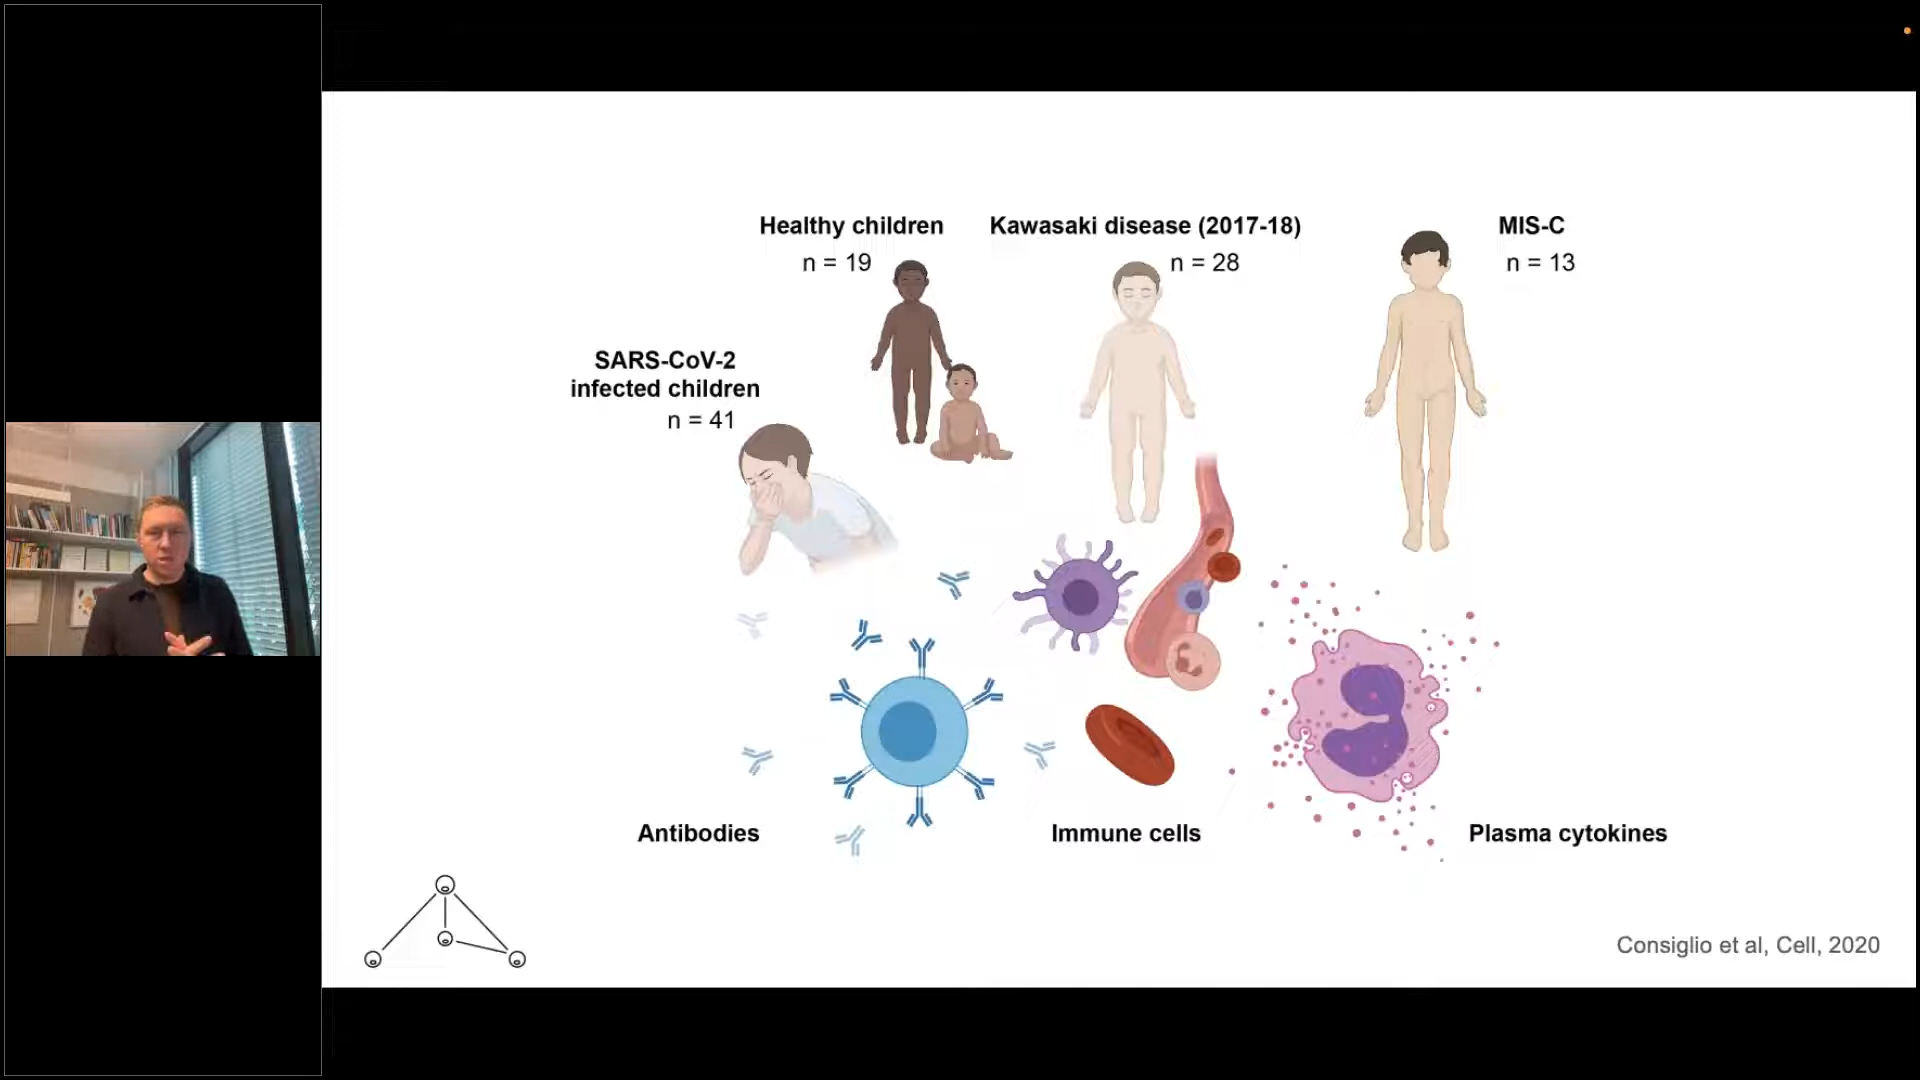 Healthy children
n = 19
Kawasaki disease (2017-18)
n = 28
MIS-C
n = 13
SARS-CoV-2
infected children
n = 41
Antibodies
Immune cells
Plasma cytokines
Consiglio et al, Cell, 2020